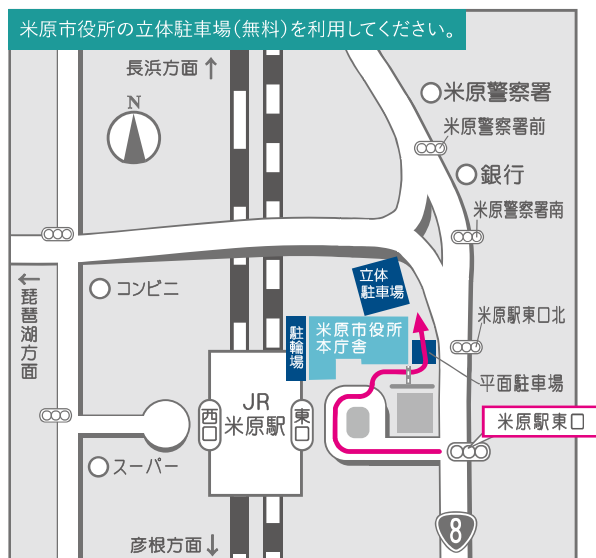 米原市役所の立体駐車場(無料)を利用してください。
長浜方面↑
N
米原警察署
米原警察署前
銀行
米原警察署南
←
琵琶湖方面
コンビニ
立体
駐車場
駐輪場
米原市役所
本庁舎
米原駅東口北
平面駐車場
JR
米原駅
西口
東口
米原駅東口
スーパー
8
彦根方面↓